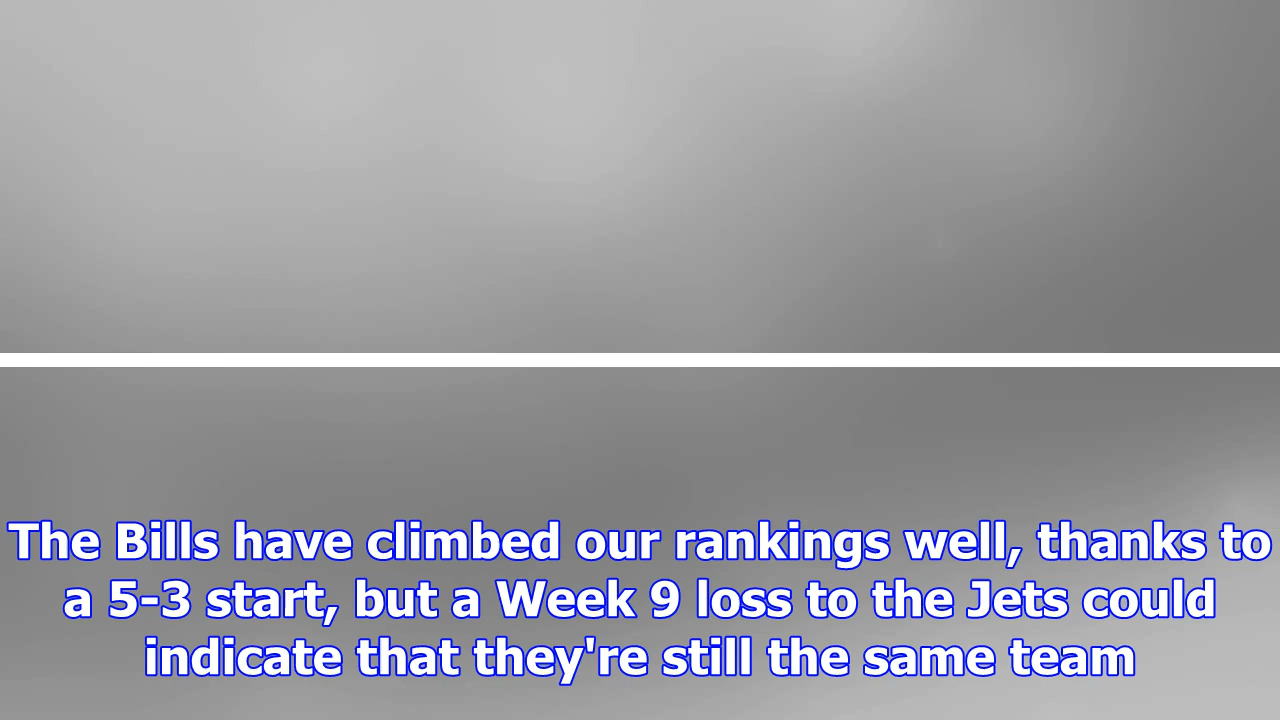 The Bills have climbed our rankings well, thanks to
a 5-3 start, but a Week 9 loss to the Jets could
indicate that they're still the same team